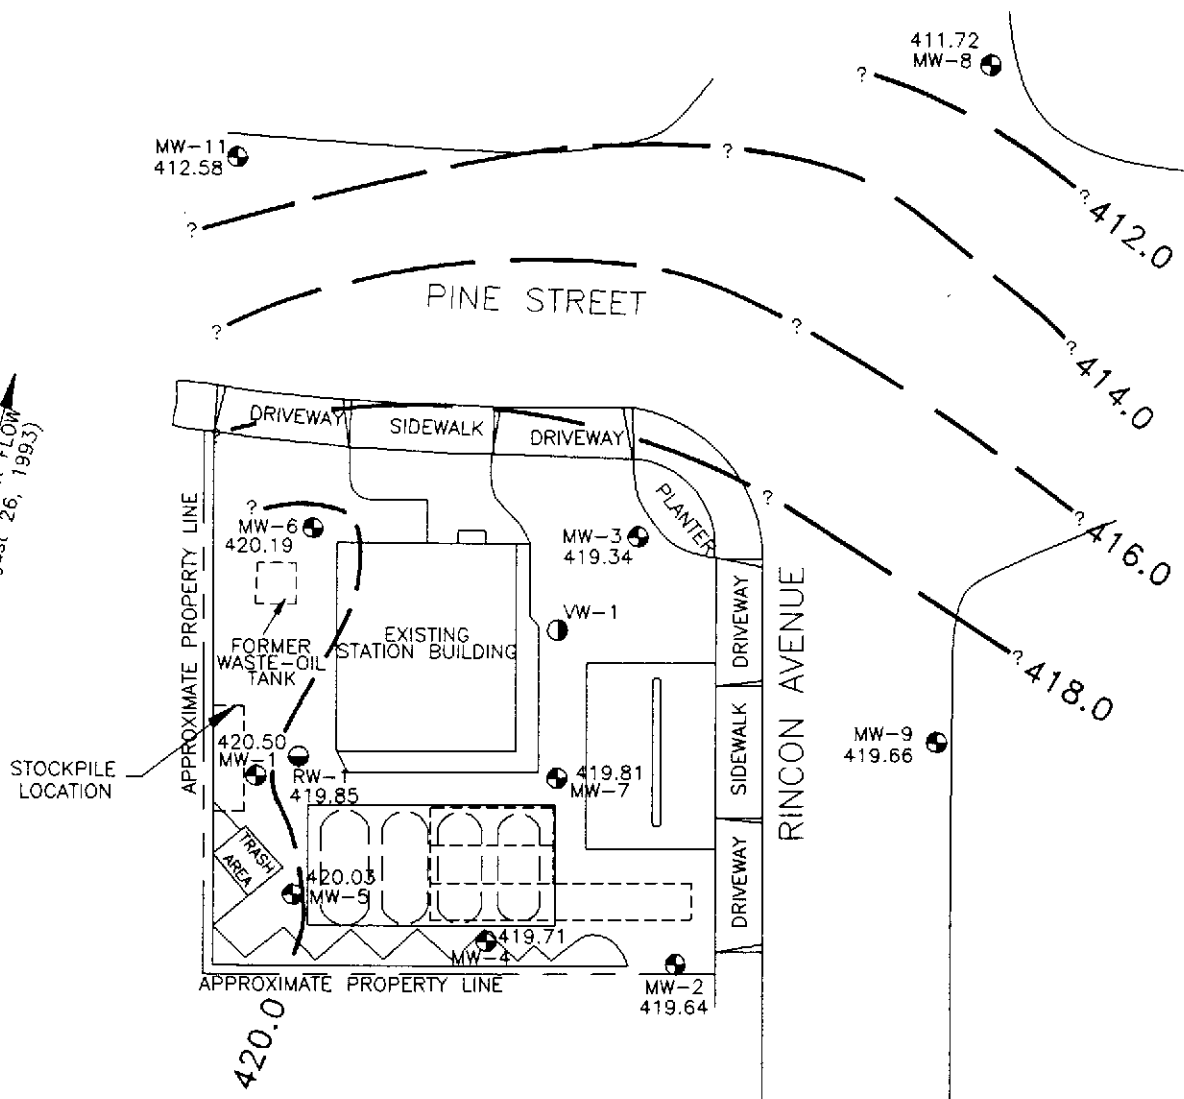 411.72
MW-8
MW-11
412.58
?
?
?
?
412.0
?
PINE STREET
?
?
414.0
FLOW
26, 1993)
DRIVEWAY
SIDEWALK
DRIVEWAY
PLANTER
?
?
416.0
?
MW-6
420.19
MW-3
419.34
APPROXIMATE PROPERTY LINE
VW-1
EXISTING
STATION BUILDING
FORMER
WASTE-OIL
TANK
DRIVEWAY
RINCON AVENUE
?
418.0
STOCKPILE
LOCATION
420.50
MW-1
RW-1
419.85
419.81
MW-7
SIDEWALK
MW-9
419.66
TRASH
AREA
420.03
MW-5
DRIVEWAY
419.71
MW-4
APPROXIMATE PROPERTY LINE
MW-2
419.64
420.0